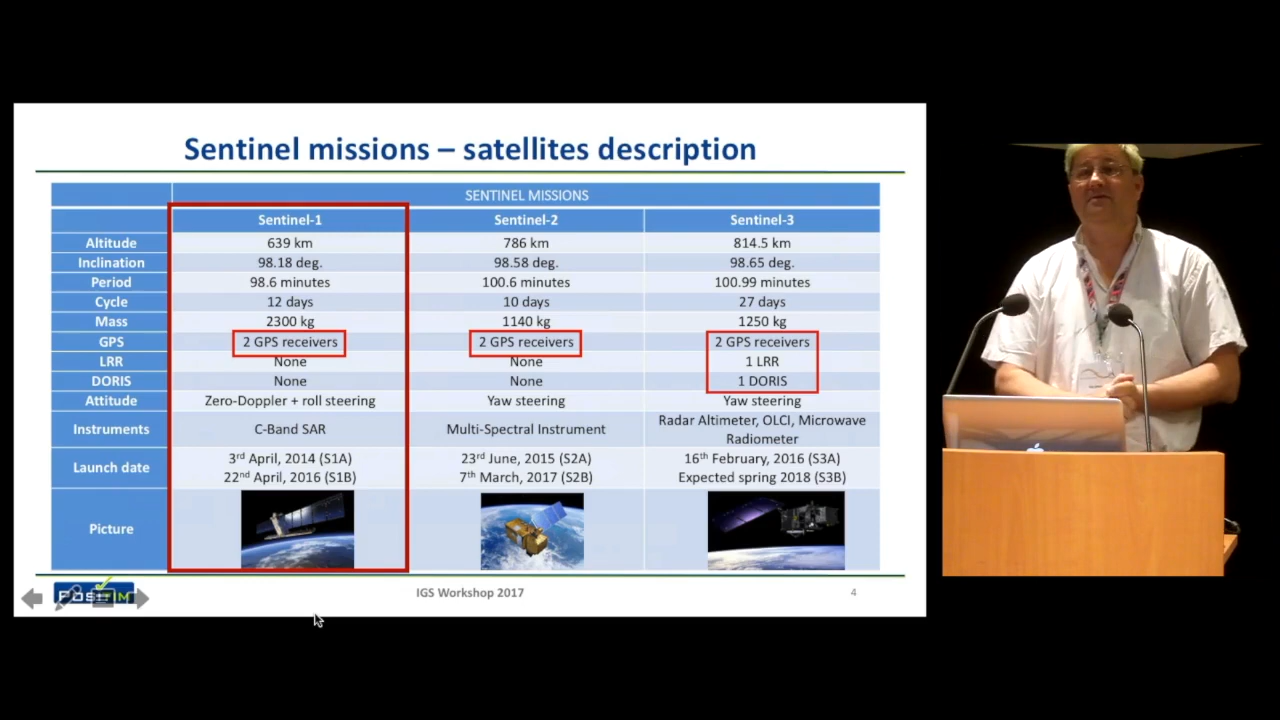 Sentinel missions – satellites description
SENTINEL MISSIONS
Sentinel-1 Sentinel-2 Sentinel-3
Altitude 639 km 786 km 814.5 km
Inclination 98.18 deg. 98.58 deg. 98.65 deg.
Period 98.6 minutes 100.6 minutes 100.99 minutes
Cycle 12 days 10 days 27 days
Mass 2300 kg 1140 kg 1250 kg
GPS 2 GPS receivers 2 GPS receivers 2 GPS receivers
LRR None None 1 LRR
DORIS None None 1 DORIS
Attitude Zero-Doppler + roll steering Yaw steering Yaw steering
Instruments C-Band SAR Multi-Spectral Instrument Radar Altimeter, OLCI, Microwave
Radiometer
Launch date 3rd April, 2014 (S1A) 23rd June, 2015 (S2A) 16th February, 2016 (S3A)
22nd April, 2016 (S1B) 7th March, 2017 (S2B) Expected spring 2018 (S3B)
Picture
IGS Workshop 2017 4